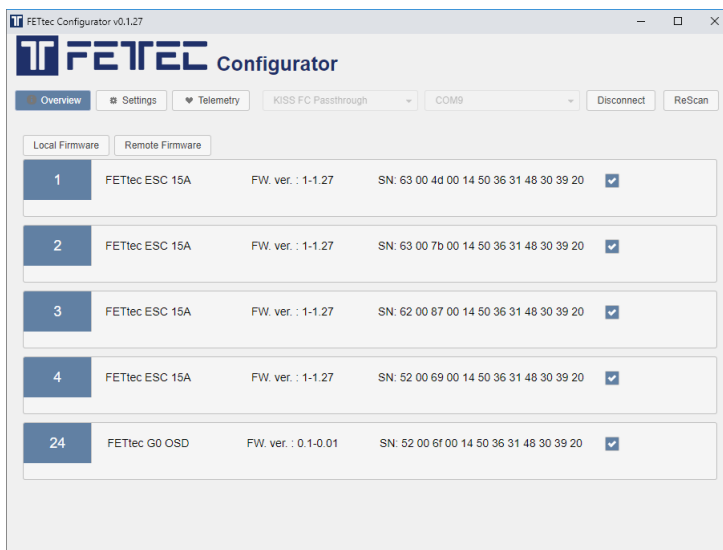 FETtec Configurator v0.1.27
FETTEC Configurator
Overview Settings Telemetry KISS FC Passthrough COM9 Disconnect ReScan
Local Firmware Remote Firmware
1 FETtec ESC 15A FW. ver. : 1-1.27 SN: 63 00 4d 00 14 50 36 31 48 30 39 20
2 FETtec ESC 15A FW. ver. : 1-1.27 SN: 63 00 7b 00 14 50 36 31 48 30 39 20
3 FETtec ESC 15A FW. ver. : 1-1.27 SN: 62 00 87 00 14 50 36 31 48 30 39 20
4 FETtec ESC 15A FW. ver. : 1-1.27 SN: 52 00 69 00 14 50 36 31 48 30 39 20
24 FETtec G0 OSD FW. ver. : 0.1-0.01 SN: 52 00 6f 00 14 50 36 31 48 30 39 20